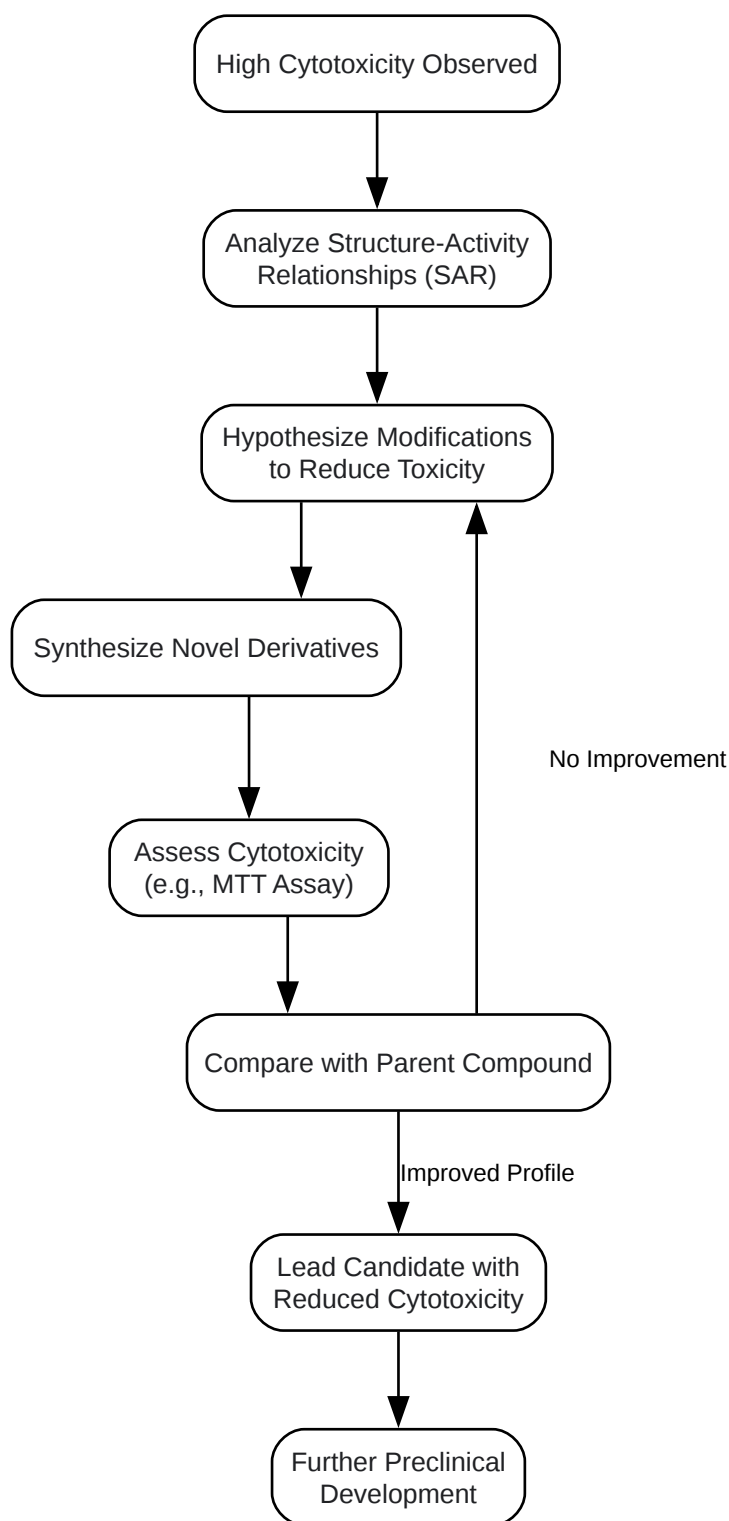 High Cytotoxicity Observed
Analyze Structure-Activity
Relationships (SAR)
Hypothesize Modifications
to Reduce Toxicity
Synthesize Novel Derivatives
No Improvement
Assess Cytotoxicity
(e.g., MTT Assay)
Compare with Parent Compound
Improved Profile
Lead Candidate with
Reduced Cytotoxicity
Further Preclinical
Development